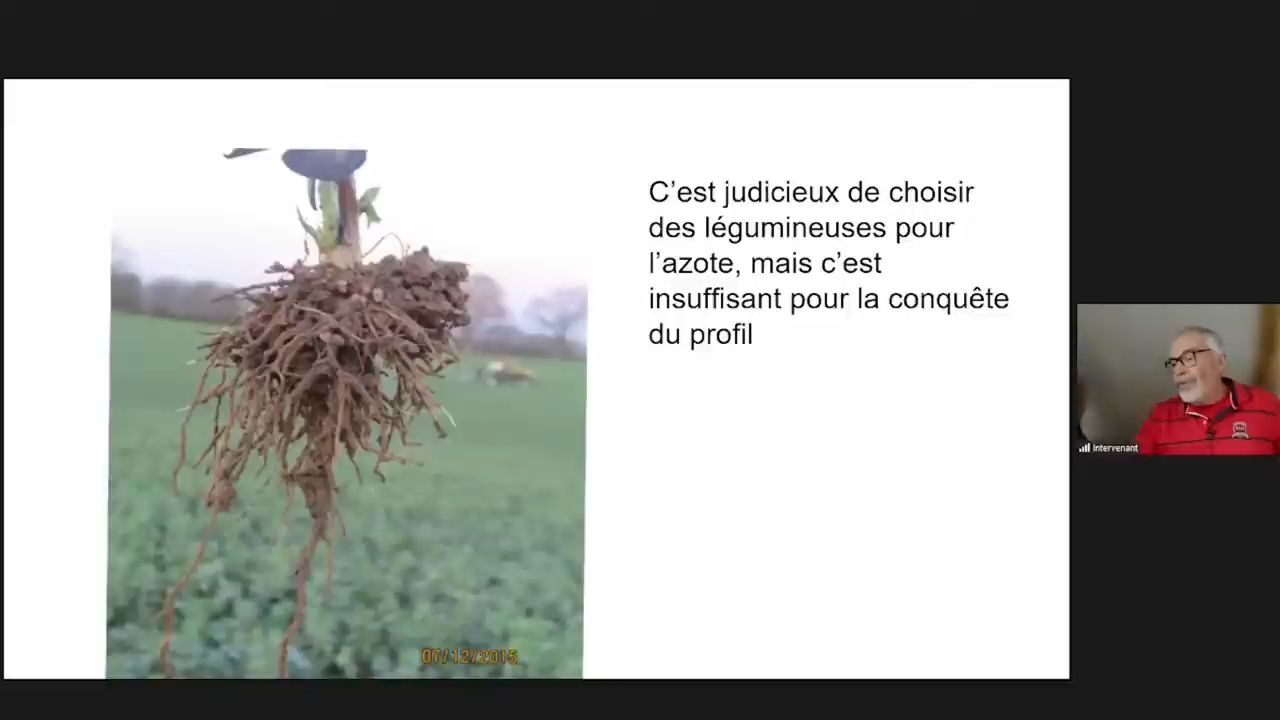 C’est judicieux de choisir
des légumineuses pour
l’azote, mais c’est
insuffisant pour la conquête
du profil
07/12/2015
Intervenant